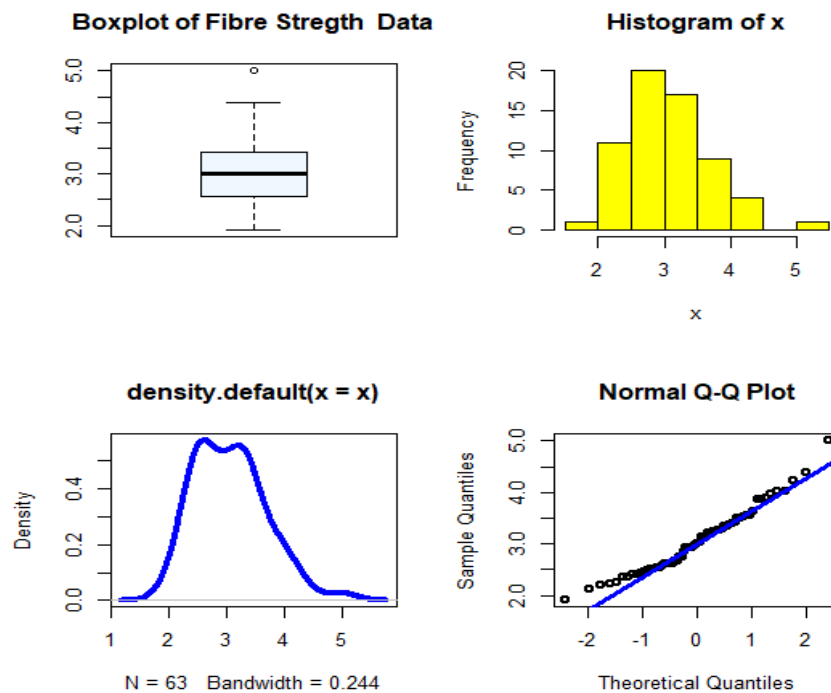 Boxplot of Fibre Stregth Data
5.0
4.0
3.0
2.0
Histogram of x
Frequency
20
15
10
5
0
2 3 4 5
x
density.default(x = x)
Density
0.4
0.2
0.0
1 2 3 4 5
N = 63 Bandwidth = 0.244
Normal Q-Q Plot
Sample Quantiles
5.0
4.0
3.0
2.0
-2 -1 0 1 2
Theoretical Quantiles